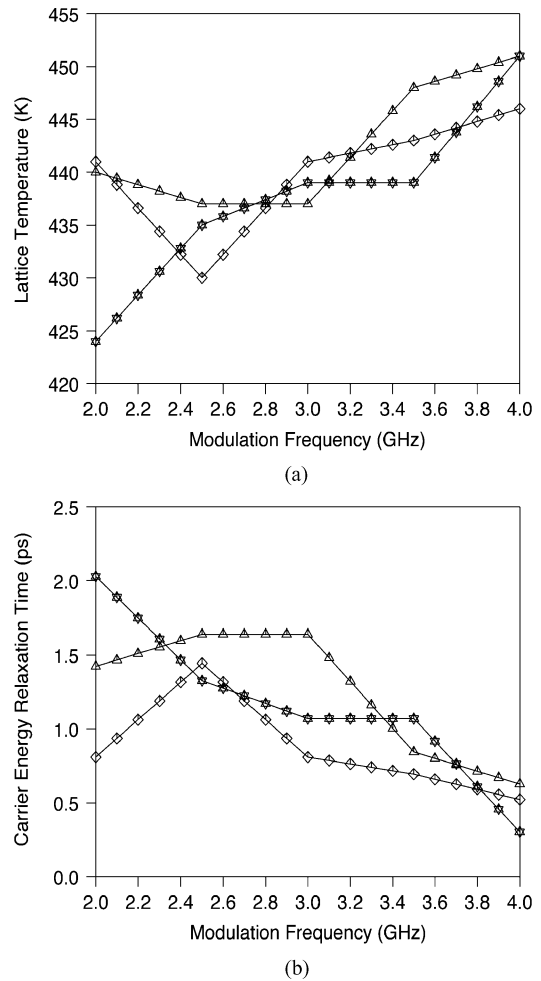 455
450
445
440
435
430
425
420
Lattice Temperature (K)
2.0 2.2 2.4 2.6 2.8 3.0 3.2 3.4 3.6 3.8 4.0
Modulation Frequency (GHz)
(a)
2.5
2.0
1.5
1.0
0.5
0.0
Carrier Energy Relaxation Time (ps)
2.0 2.2 2.4 2.6 2.8 3.0 3.2 3.4 3.6 3.8 4.0
Modulation Frequency (GHz)
(b)